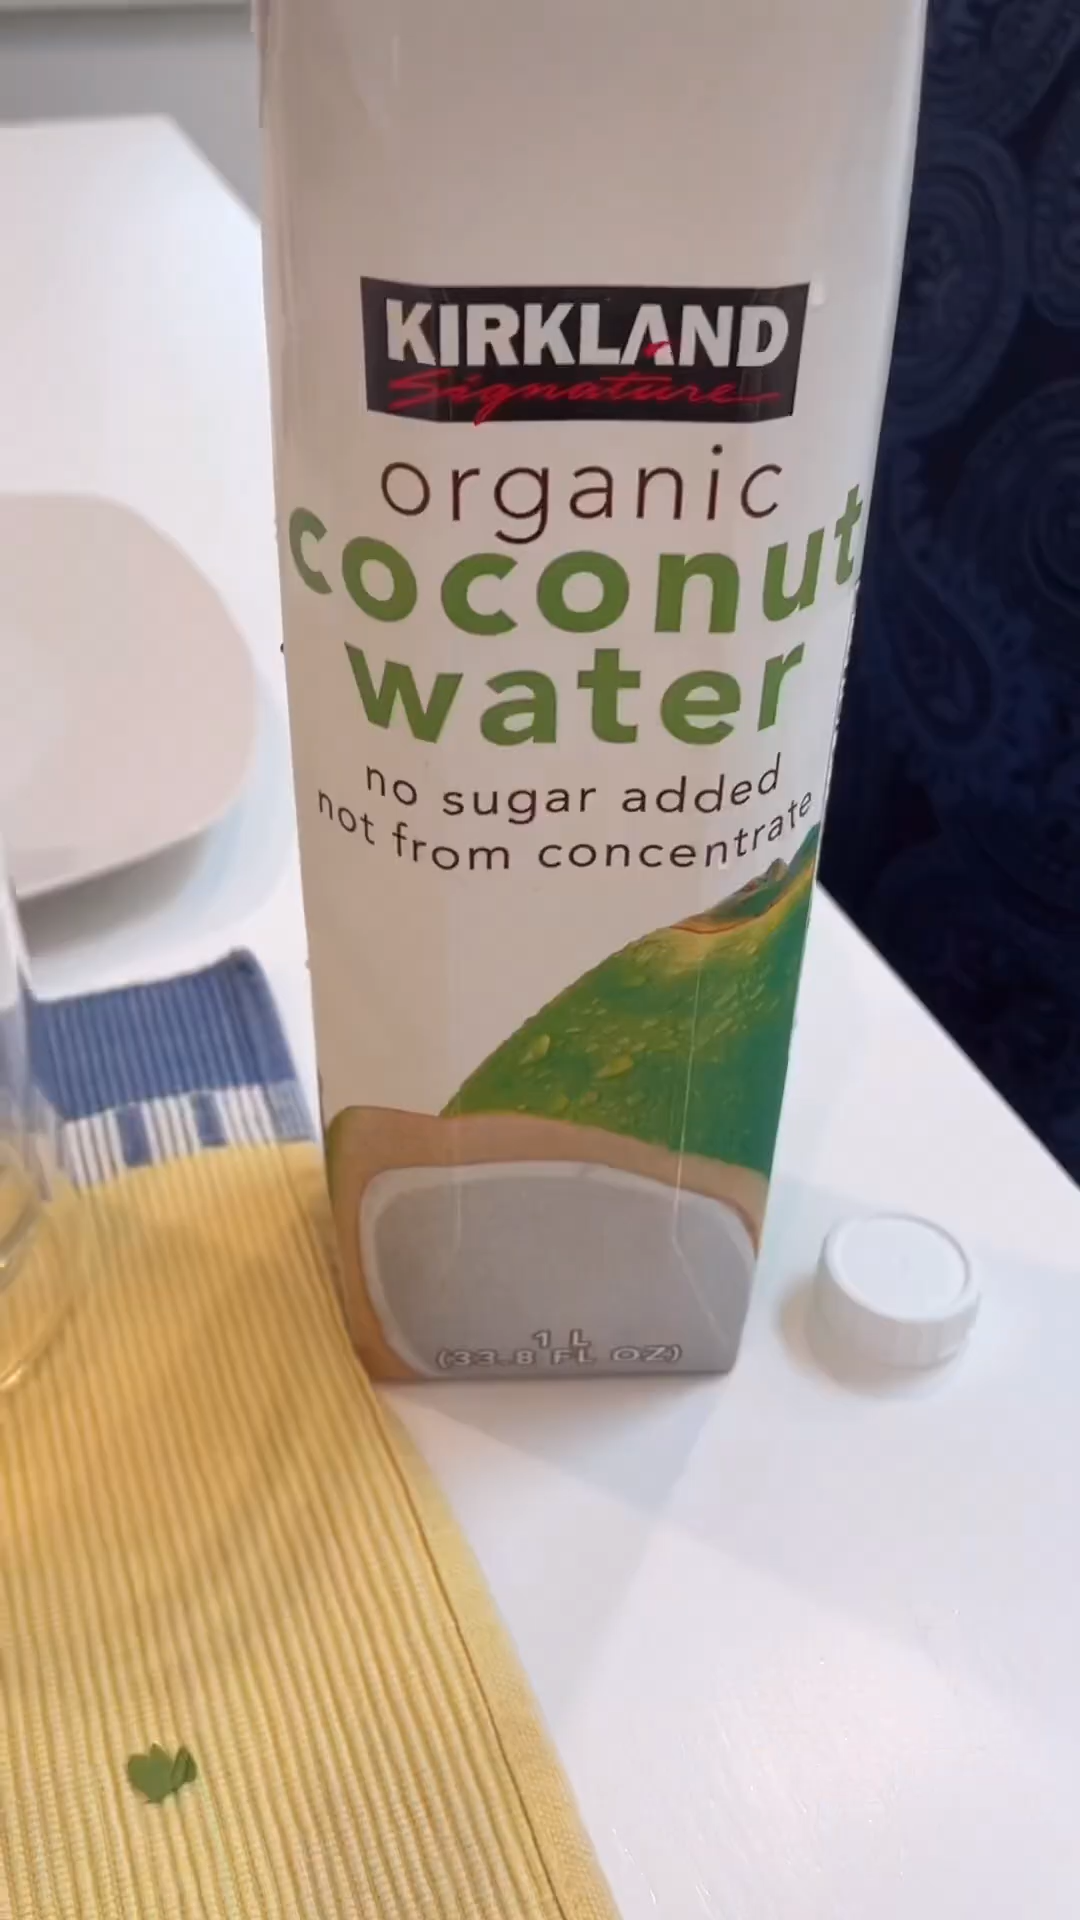 KIRKLAND
Signature
organic
coconut
water
no sugar added
not from concentrate
1 L
(33.8 FL OZ)